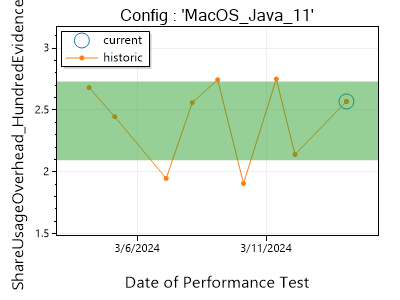 Config : 'MacOS_Java_11'
current
historic
3
2.5
2
1.5
3/6/2024
3/11/2024
ShareUsageOverhead_HundredEvidence
Date of Performance Test